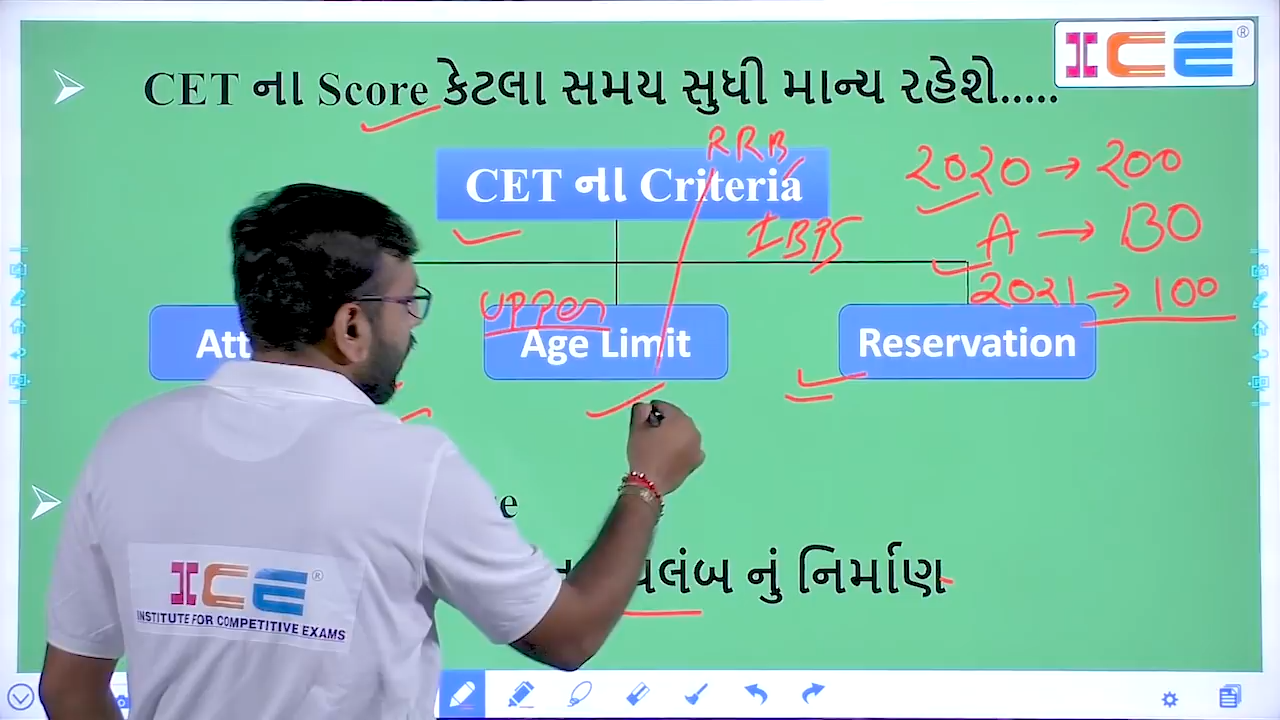 ICE®
CET ના Score કેટલા સમય સુધી માન્ય રહેશે.....
RRB
2020 → 200
CET ના Criteria
IBPS
A → 130
2021 → 100
upper
Att
Age Limit
Reservation
નું નિર્માણ
ICE®
INSTITUTE FOR COMPETITIVE EXAMS